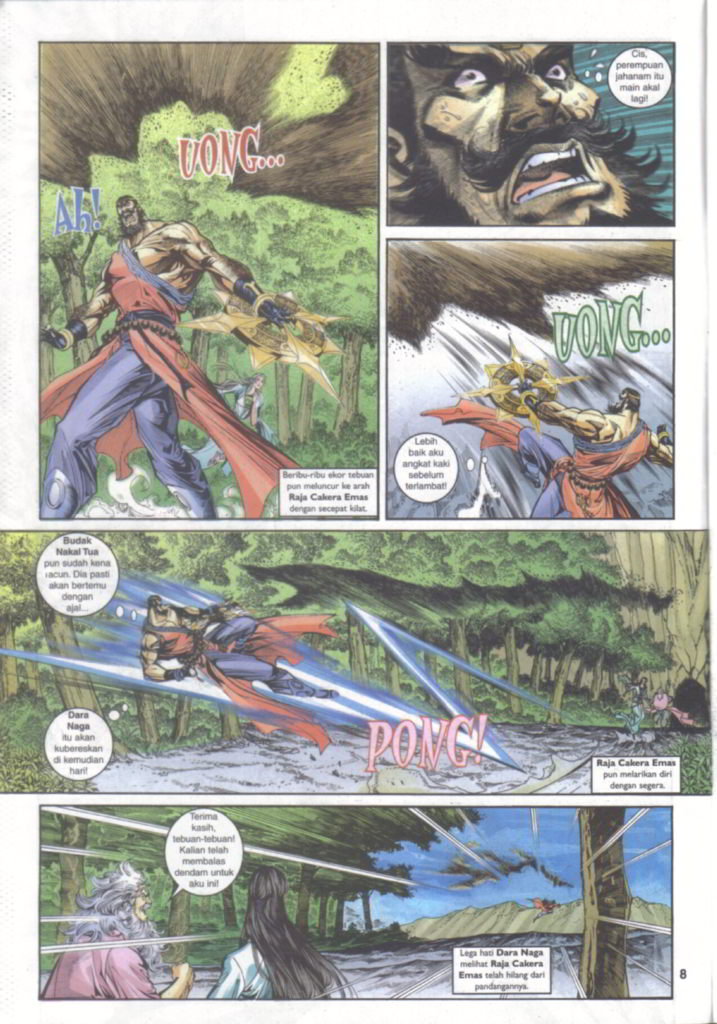 UONG...
Ah!
Beribu-ribu ekor tebuan
pun meluncur ke arah
Raja Cakera Emas
dengan secepat kilat.
Cis,
perempuan
jahanam itu
main akal
lagi!
UONG...
Lebih
baik aku
angkat kaki
sebelum
terlambat!
Budak
Nakal Tua
pun sudah kena
racun. Dia pasti
akan bertemu
dengan
ajal...
Dara
Naga
itu akan
kubereskan
di kemudian
hari!
PONG!
Raja Cakera Emas
pun melarikan diri
dengan segera.
Terima
kasih,
tebuan-tebuan!
Kalian telah
membalas
dendam untuk
aku ini!
Lega hati Dara Naga
melihat Raja Cakera
Emas telah hilang dari
pandangannya.
8